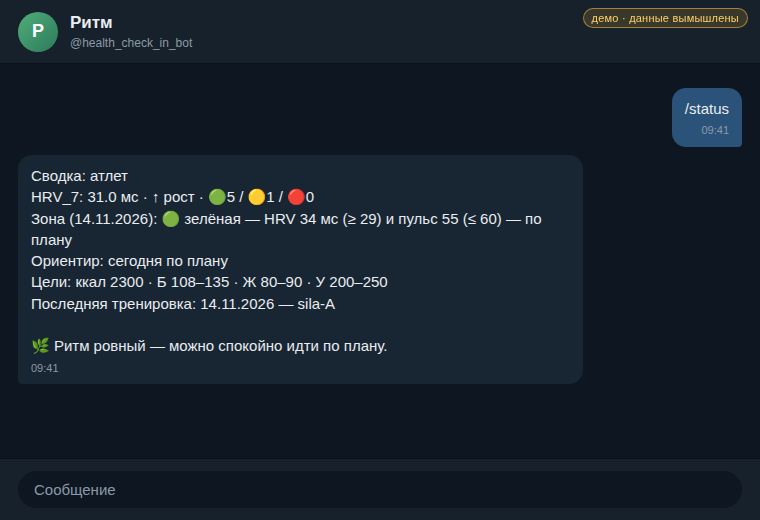 Р
Ритм
@health_check_in_bot
демо · данные вымышлены
/status
09:41
Сводка: атлет
HRV_7: 31.0 мс · ↑ рост · 🟢5 / 🟡1 / 🔴0
Зона (14.11.2026): 🟢 зелёная — HRV 34 мс (≥ 29) и пульс 55 (≤ 60) — по
плану
Ориентир: сегодня по плану
Цели: ккал 2300 · Б 108–135 · Ж 80–90 · У 200–250
Последняя тренировка: 14.11.2026 — sila-A
🌿 Ритм ровный — можно спокойно идти по плану.
09:41
Сообщение